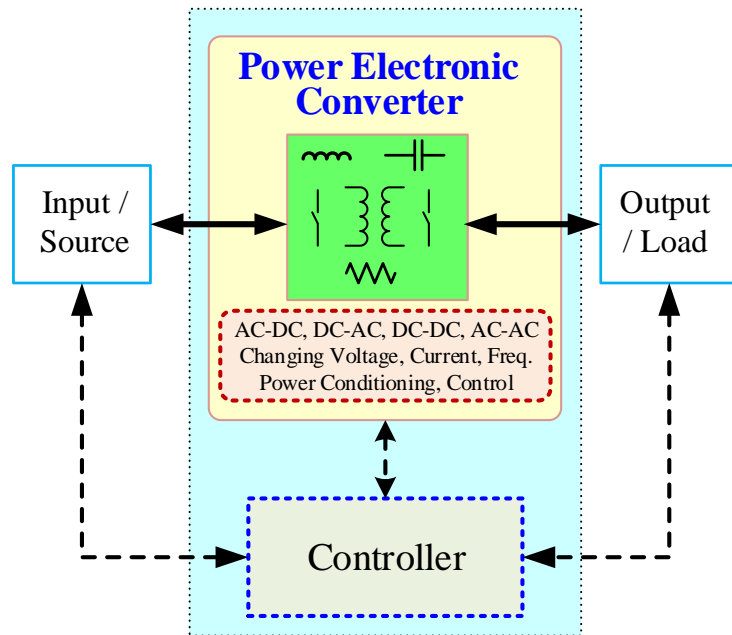 Power Electronic
Converter
Input /
Source
Output
/ Load
AC-DC, DC-AC, DC-DC, AC-AC
Changing Voltage, Current, Freq.
Power Conditioning, Control
Controller